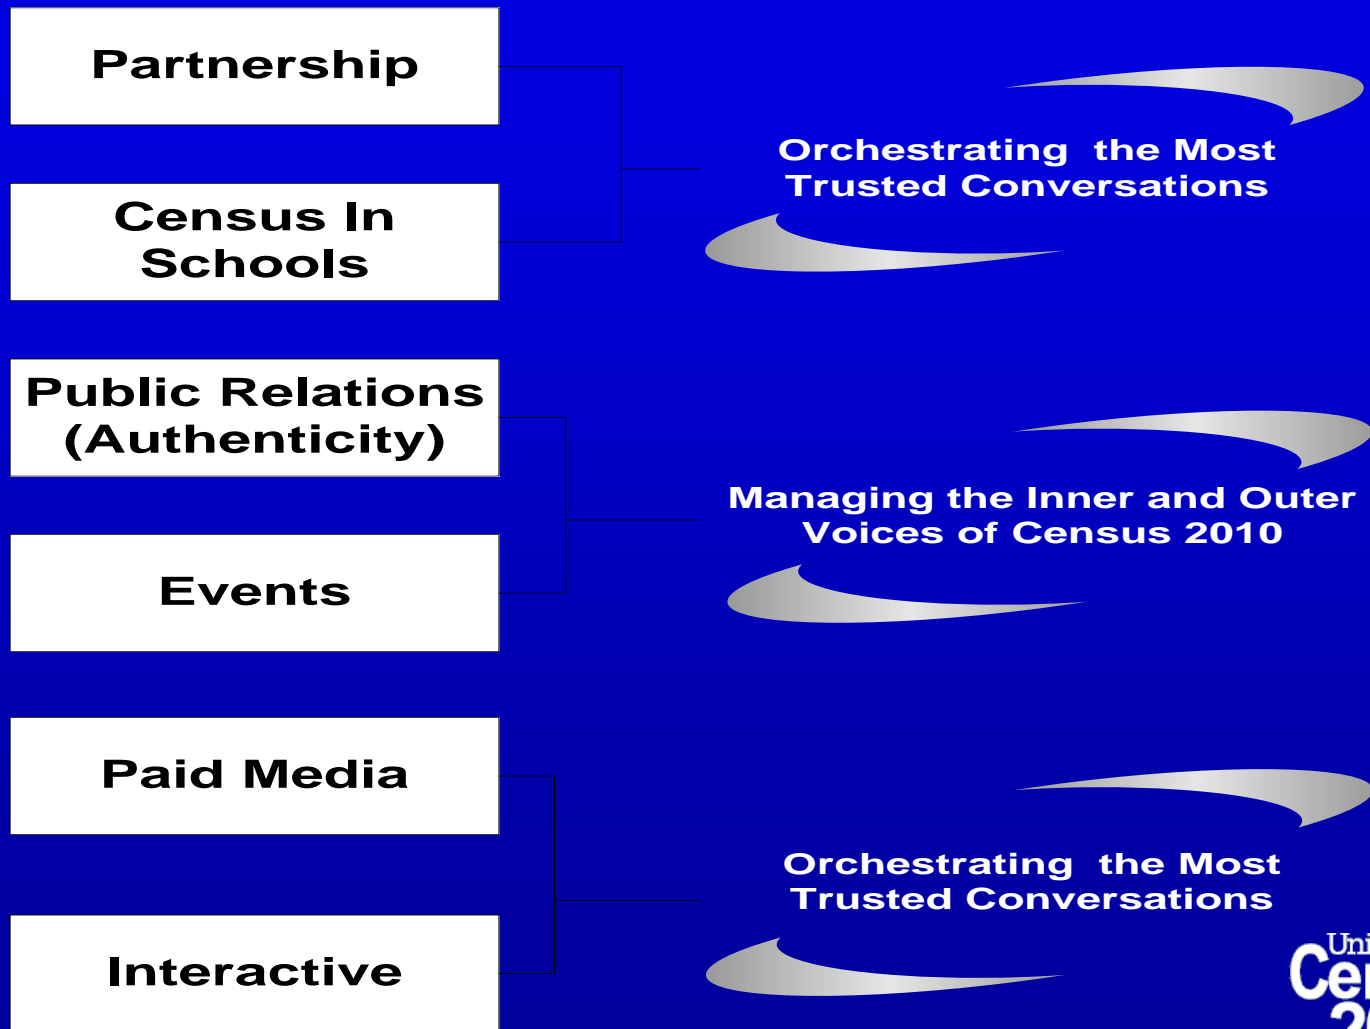 Partnership
Census In
Schools
Orchestrating the Most
Trusted Conversations
Public Relations
(Authenticity)
Events
Managing the Inner and Outer
Voices of Census 2010
Paid Media
Interactive
Orchestrating the Most
Trusted Conversations